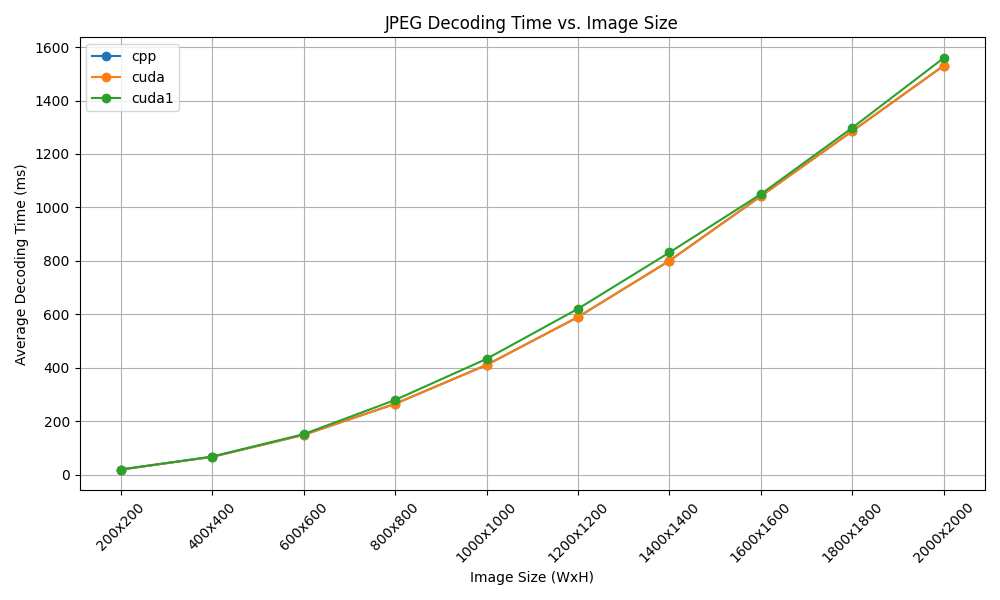 JPEG Decoding Time vs. Image Size
cpp
cuda
cuda1
Average Decoding Time (ms)
1600
1400
1200
1000
800
600
400
200
0
200x200
400x400
600x600
800x800
1000x1000
1200x1200
1400x1400
1600x1600
1800x1800
2000x2000
Image Size (WxH)